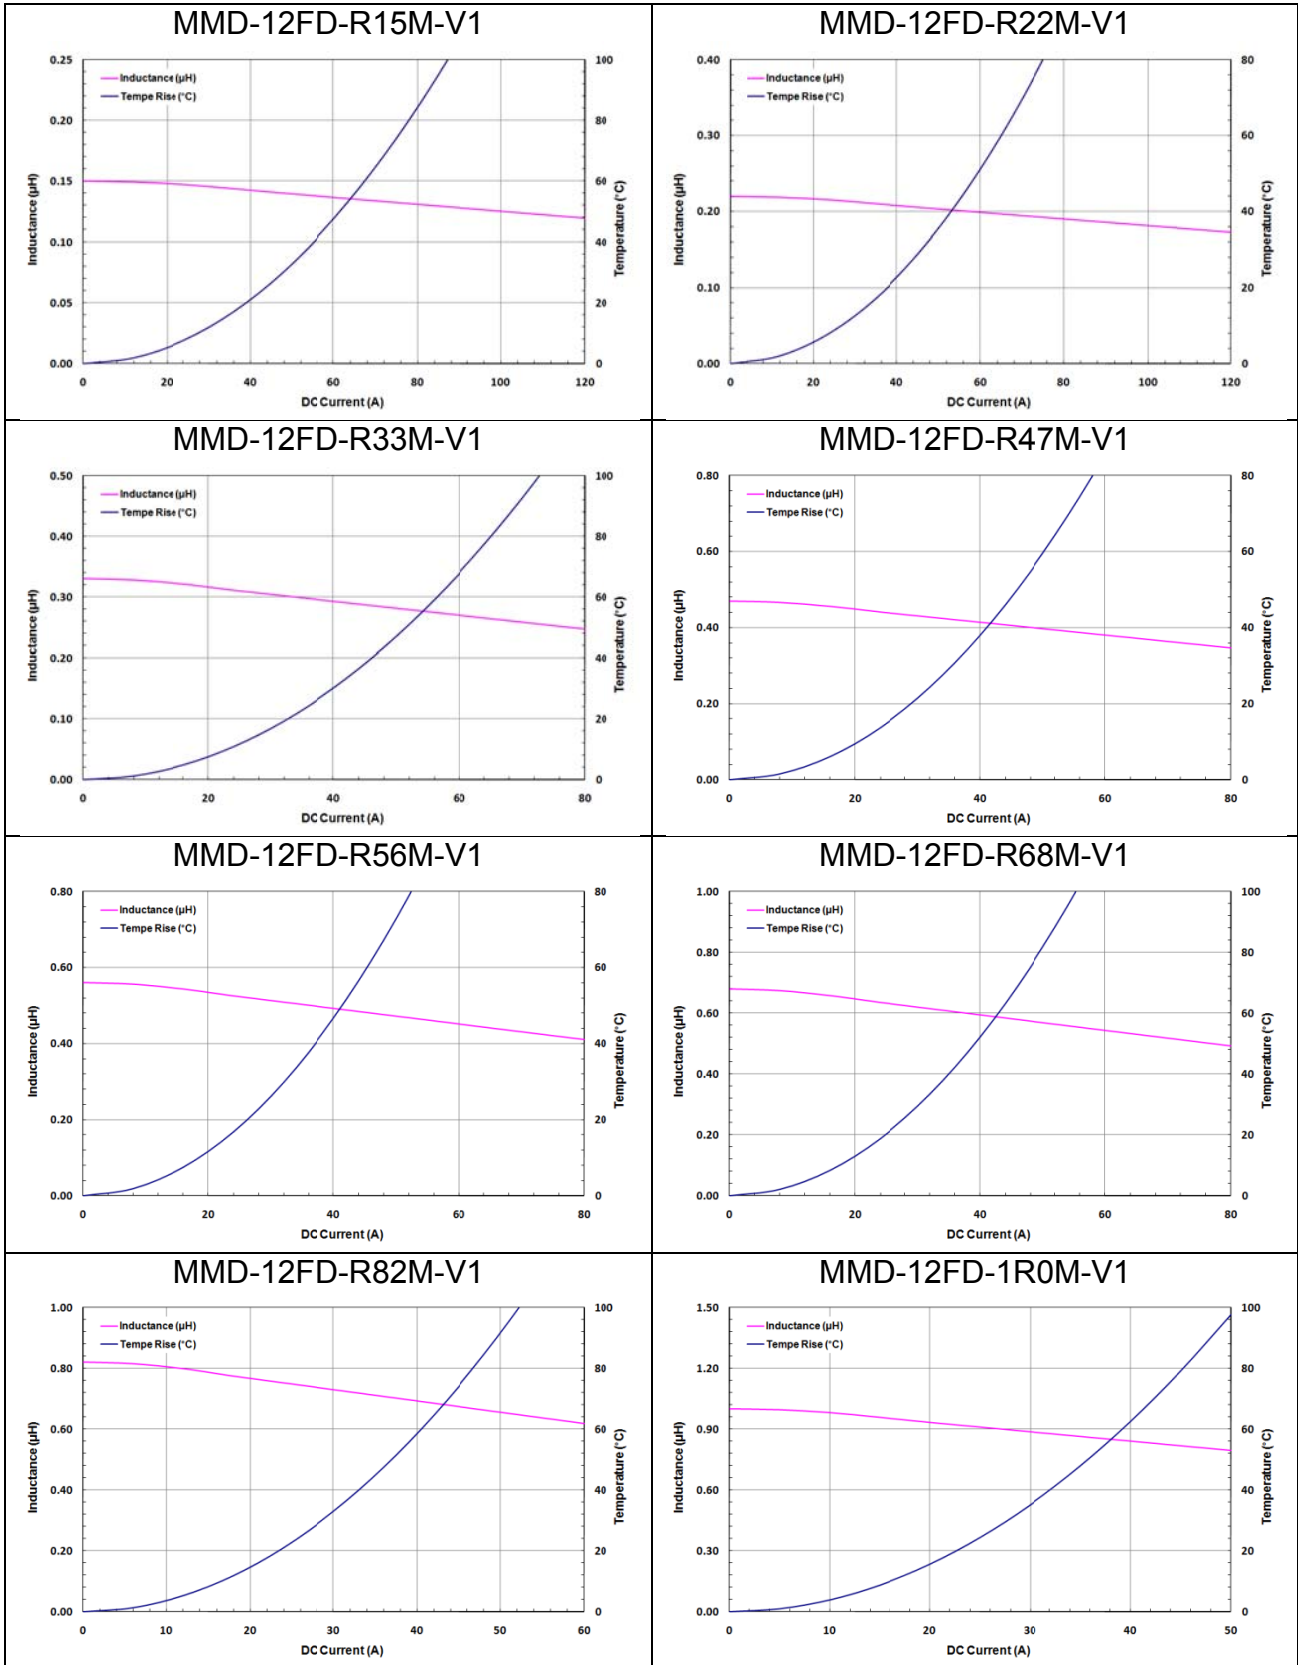 MMD-12FD-R15M-V1
Inductance (µH)
Tempe Rise (°C)
0.25
0.20
0.15
0.10
0.05
0.00
100
80
60
40
20
0
0 20 40 60 80 100 120
Inductance (µH)
Temperature (°C)
DC Current (A)
MMD-12FD-R22M-V1
Inductance (µH)
Tempe Rise (°C)
0.40
0.30
0.20
0.10
0.00
80
60
40
20
0
0 20 40 60 80 100 120
Inductance (µH)
Temperature (°C)
DC Current (A)
MMD-12FD-R33M-V1
Inductance (µH)
Tempe Rise (°C)
0.50
0.40
0.30
0.20
0.10
0.00
100
80
60
40
20
0
0 20 40 60 80
Inductance (µH)
Temperature (°C)
DC Current (A)
MMD-12FD-R47M-V1
Inductance (µH)
Tempe Rise (°C)
0.80
0.60
0.40
0.20
0.00
80
60
40
20
0
0 20 40 60 80
Inductance (µH)
Temperature (°C)
DC Current (A)
MMD-12FD-R56M-V1
Inductance (µH)
Tempe Rise (°C)
0.80
0.60
0.40
0.20
0.00
80
60
40
20
0
0 20 40 60 80
Inductance (µH)
Temperature (°C)
DC Current (A)
MMD-12FD-R68M-V1
Inductance (µH)
Tempe Rise (°C)
1.00
0.80
0.60
0.40
0.20
0.00
100
80
60
40
20
0
0 20 40 60 80
Inductance (µH)
Temperature (°C)
DC Current (A)
MMD-12FD-R82M-V1
Inductance (µH)
Tempe Rise (°C)
1.00
0.80
0.60
0.40
0.20
0.00
100
80
60
40
20
0
0 10 20 30 40 50 60
Inductance (µH)
Temperature (°C)
DC Current (A)
MMD-12FD-1R0M-V1
Inductance (µH)
Tempe Rise (°C)
1.50
1.20
0.90
0.60
0.30
0.00
100
80
60
40
20
0
0 10 20 30 40 50
Inductance (µH)
Temperature (°C)
DC Current (A)